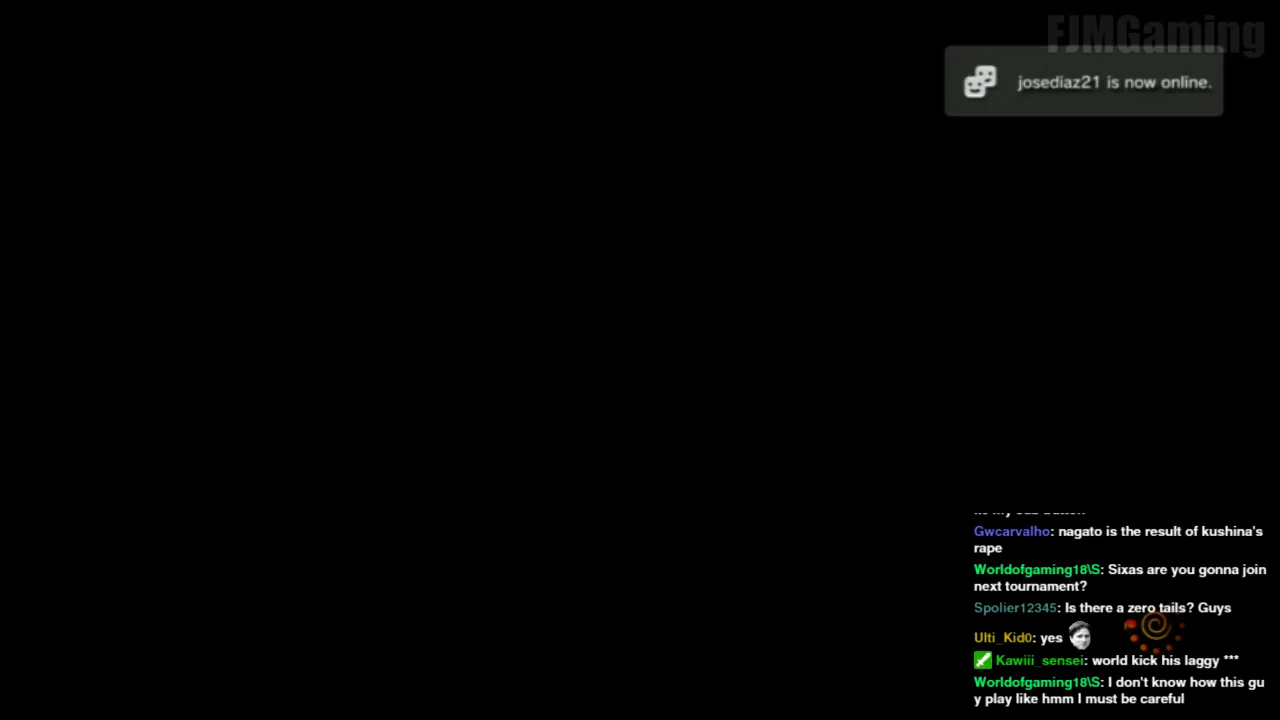 FJMGaming
josediaz21 is now online.
Gwcarvalho: nagato is the result of kushina's
rape
Worldofgaming18\S: Sixas are you gonna join
next tournament?
Spolier12345: Is there a zero tails? Guys
Ulti_Kid0: yes
Kawiii_sensei: world kick his laggy ***
Worldofgaming18\S: I don't know how this gu
y play like hmm I must be careful